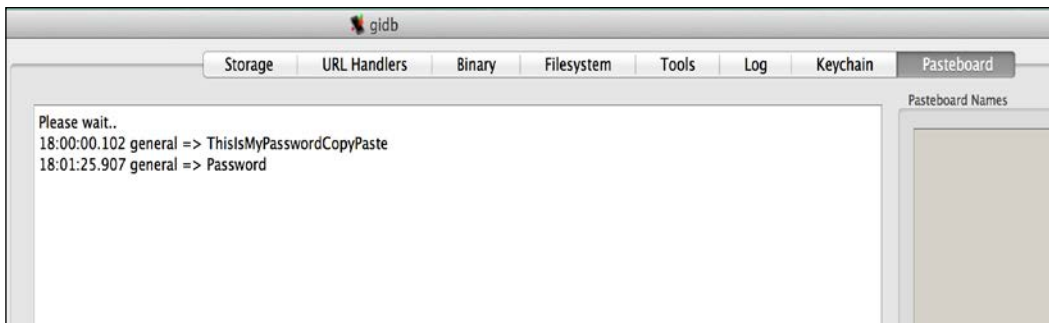 gidb
Storage URL Handlers Binary Filesystem Tools Log Keychain Pasteboard
Pasteboard Names
Please wait..
18:00:00.102 general => ThisIsMyPasswordCopyPaste
18:01:25.907 general => Password